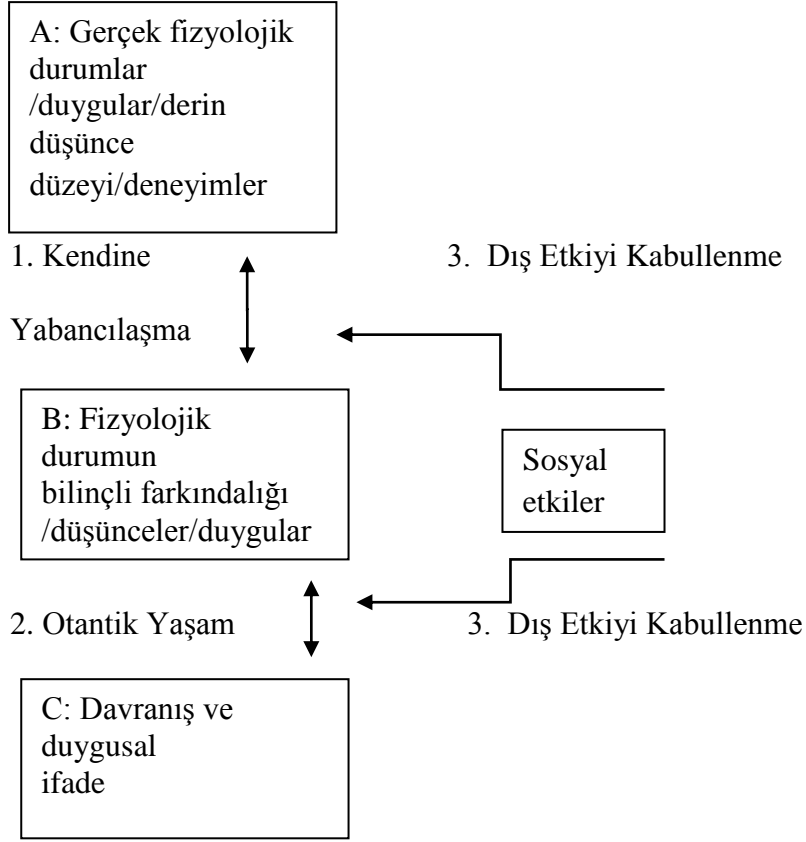 A: Gerçek fizyolojik
durumlar
/duygular/derin
düşünce
düzeyi/deneyimler
1. Kendine
3. Dış Etkiyi Kabullenme
Yabancılaşma
B: Fizyolojik
durumun
bilinçli farkındalığı
/düşünceler/duygular
Sosyal
etkiler
2. Otantik Yaşam
3. Dış Etkiyi Kabullenme
C: Davranış ve
duygusal
ifade